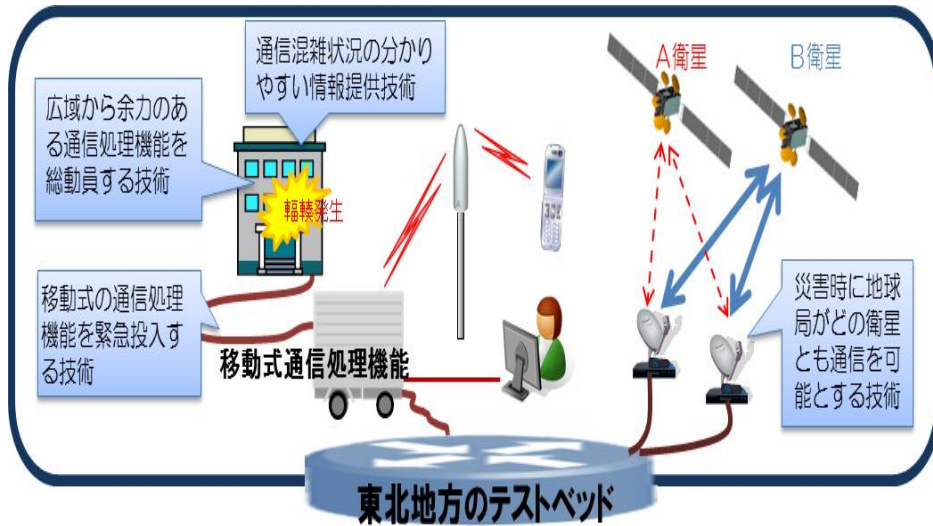 通信混雑状況の分かり
やすい情報提供技術
広域から余力のあ
る通信処理機能を
総動員する技術
輻輳発生
移動式の通信処理
機能を緊急投入す
る技術
移動式通信処理機能
A衛星
B衛星
災害時に地球
局がどの衛星
とも通信を可
能とする技術
東北地方のテストベッド